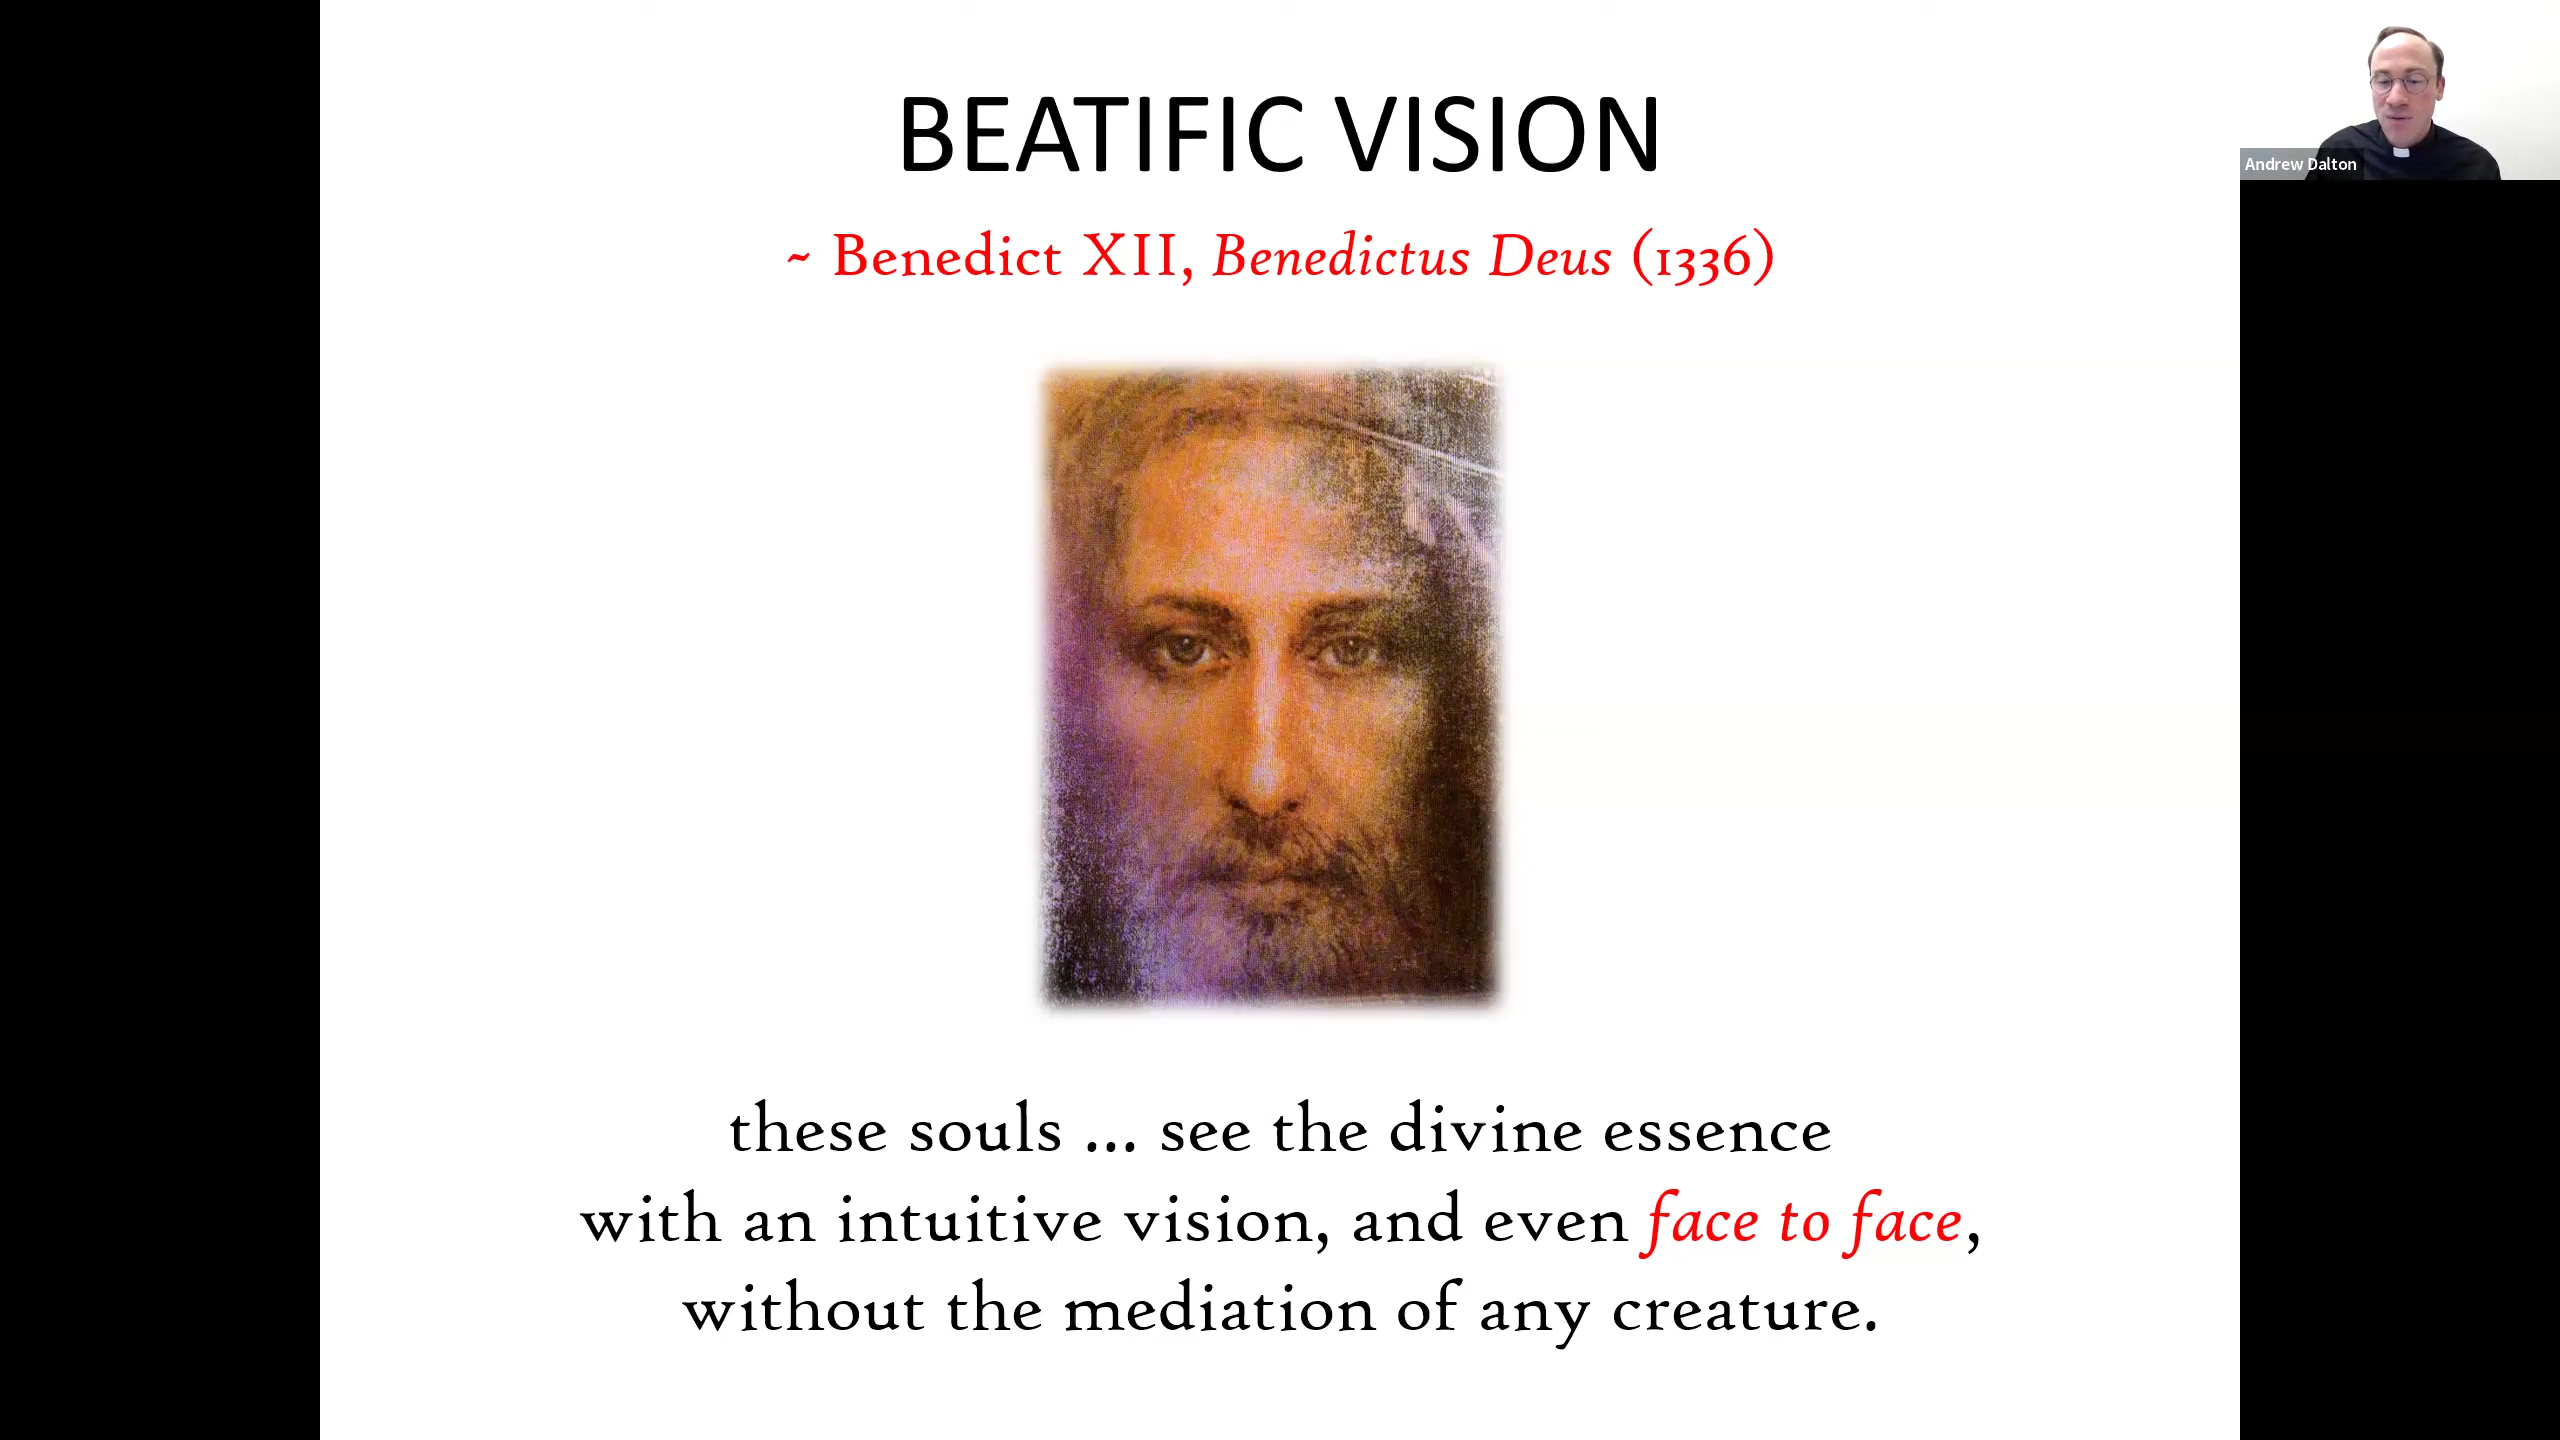 BEATIFIC VISION
~ Benedict XII, Benedictus Deus (1336)
Andrew Dalton
these souls ... see the divine essence
with an intuitive vision, and even face to face,
without the mediation of any creature.